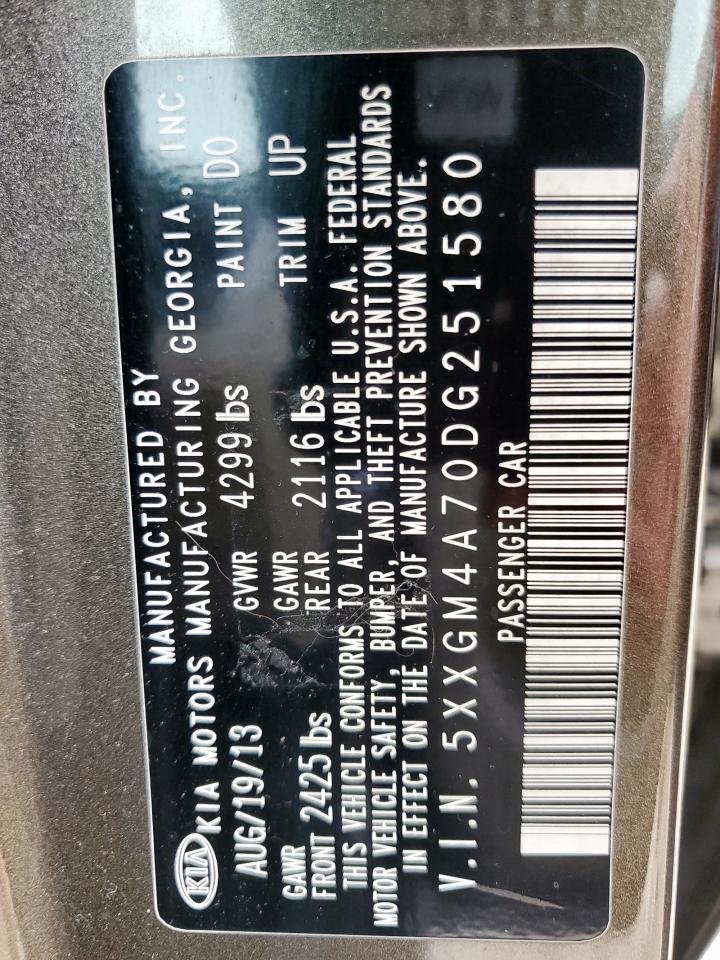 MANUFACTURED BY
KIA KIA MOTORS MANUFACTURING GEORGIA, INC.
AUG/19/13 GVWR 4299 lbs PAINT D0
GAWR FRONT 2425 lbs GAWR REAR 2116 lbs TRIM UP
THIS VEHICLE CONFORMS TO ALL APPLICABLE U.S.A. FEDERAL
MOTOR VEHICLE SAFETY, BUMPER, AND THEFT PREVENTION STANDARDS
IN EFFECT ON THE DATE OF MANUFACTURE SHOWN ABOVE.
V.I.N. 5XXGM4A70DG251580
PASSENGER CAR